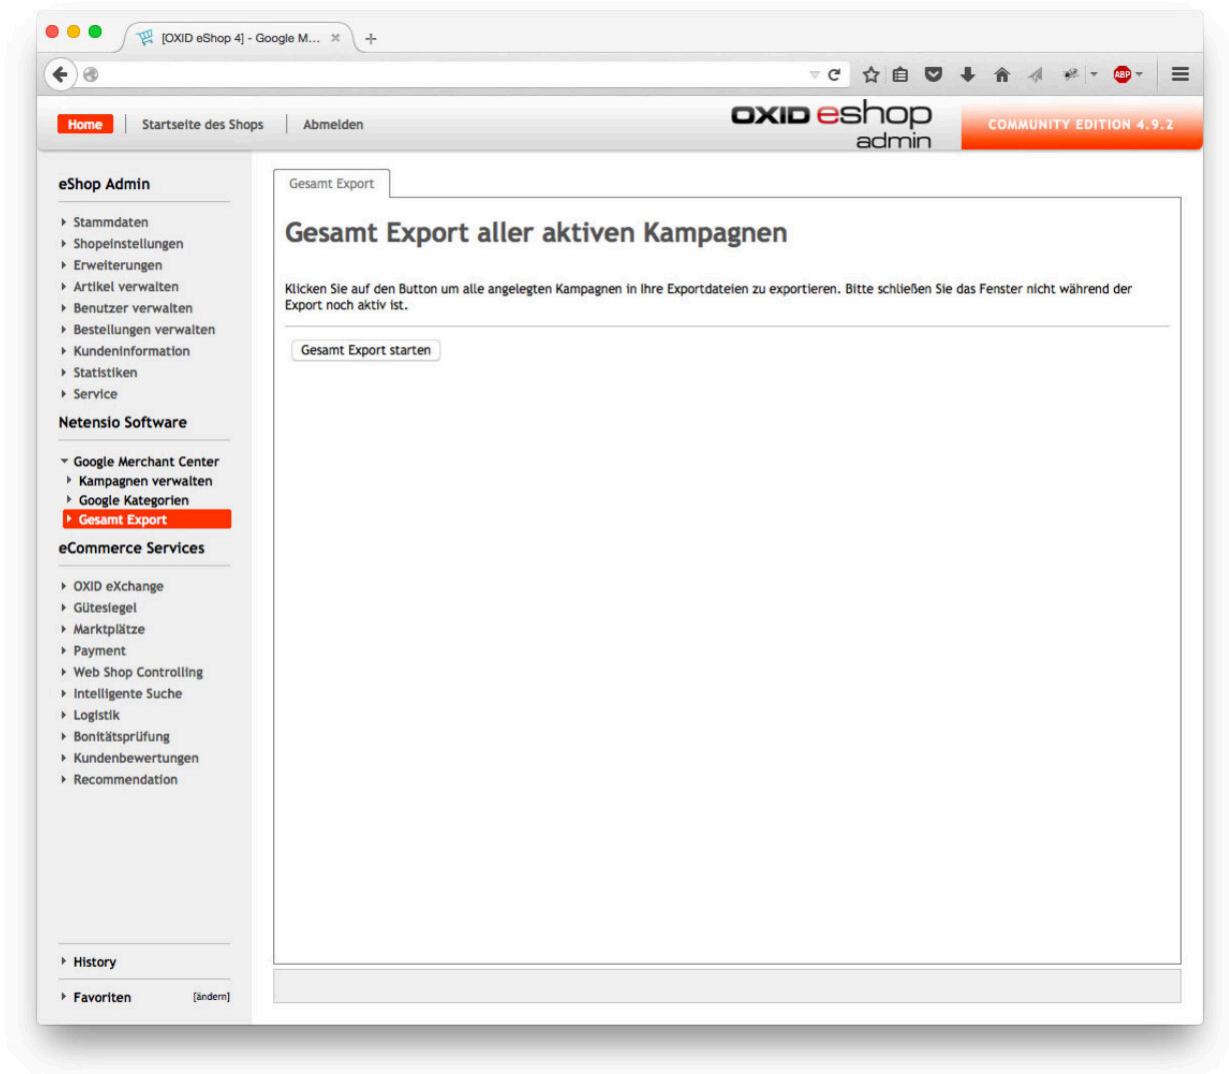 [OXID eShop 4] - Google M...
ABP
Home
Startseite des Shops
Abmelden
OXID eshop
admin
COMMUNITY EDITION 4.9.2
eShop Admin
Stammdaten
Shopeinstellungen
Erweiterungen
Artikel verwalten
Benutzer verwalten
Bestellungen verwalten
Kundeninformation
Statistiken
Service
Netensio Software
Google Merchant Center
Kampagnen verwalten
Google Kategorien
Gesamt Export
eCommerce Services
OXID eXchange
Gütesiegel
Marktplätze
Payment
Web Shop Controlling
Intelligente Suche
Logistik
Bonitätsprüfung
Kundenbewertungen
Recommendation
History
Favoriten [ändern]
Gesamt Export
Gesamt Export aller aktiven Kampagnen
Klicken Sie auf den Button um alle angelegten Kampagnen in Ihre Exportdateien zu exportieren. Bitte schließen Sie das Fenster nicht während der
Export noch aktiv ist.
Gesamt Export starten